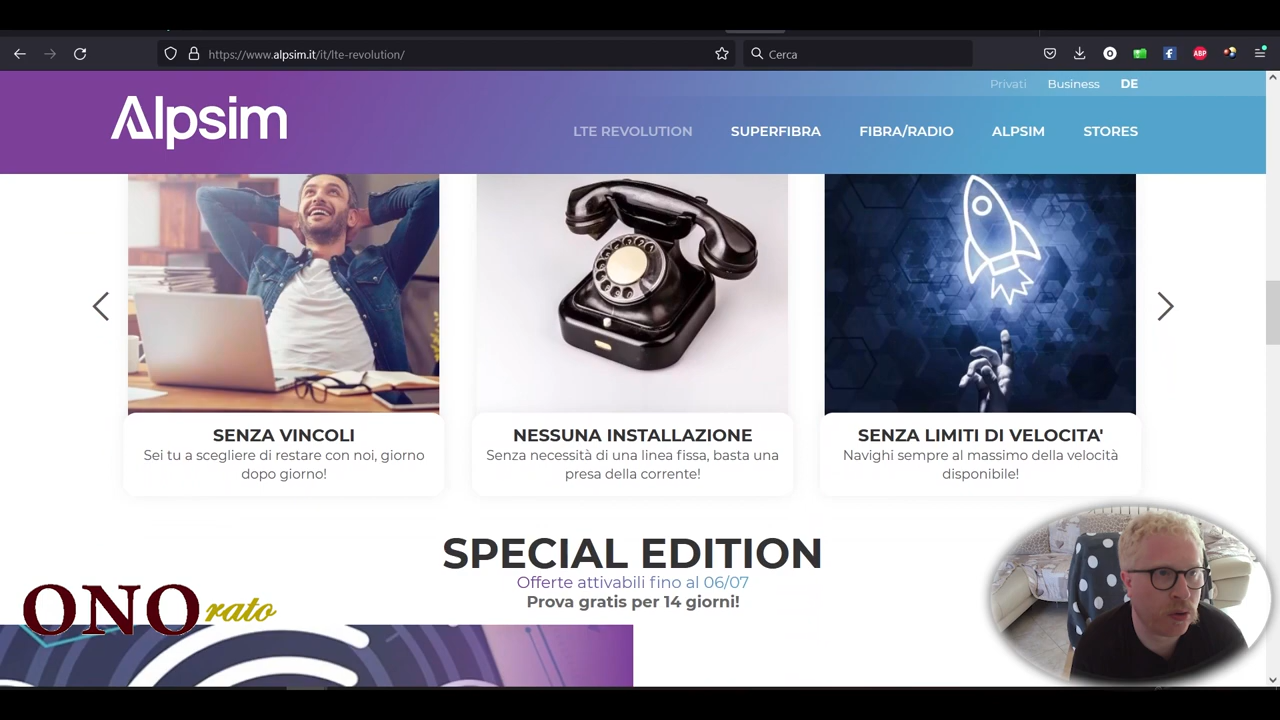 https://www.alpsim.it/it/lte-revolution/
Cerca
O
ABP
Privati Business DE
Alpsim
LTE REVOLUTION SUPERFIBRA FIBRA/RADIO ALPSIM STORES
SENZA VINCOLI
Sei tu a scegliere di restare con noi, giorno
dopo giorno!
NESSUNA INSTALLAZIONE
Senza necessità di una linea fissa, basta una
presa della corrente!
SENZA LIMITI DI VELOCITA'
Navighi sempre al massimo della velocità
disponibile!
SPECIAL EDITION
Offerte attivabili fino al 06/07
Prova gratis per 14 giorni!
ONOrato